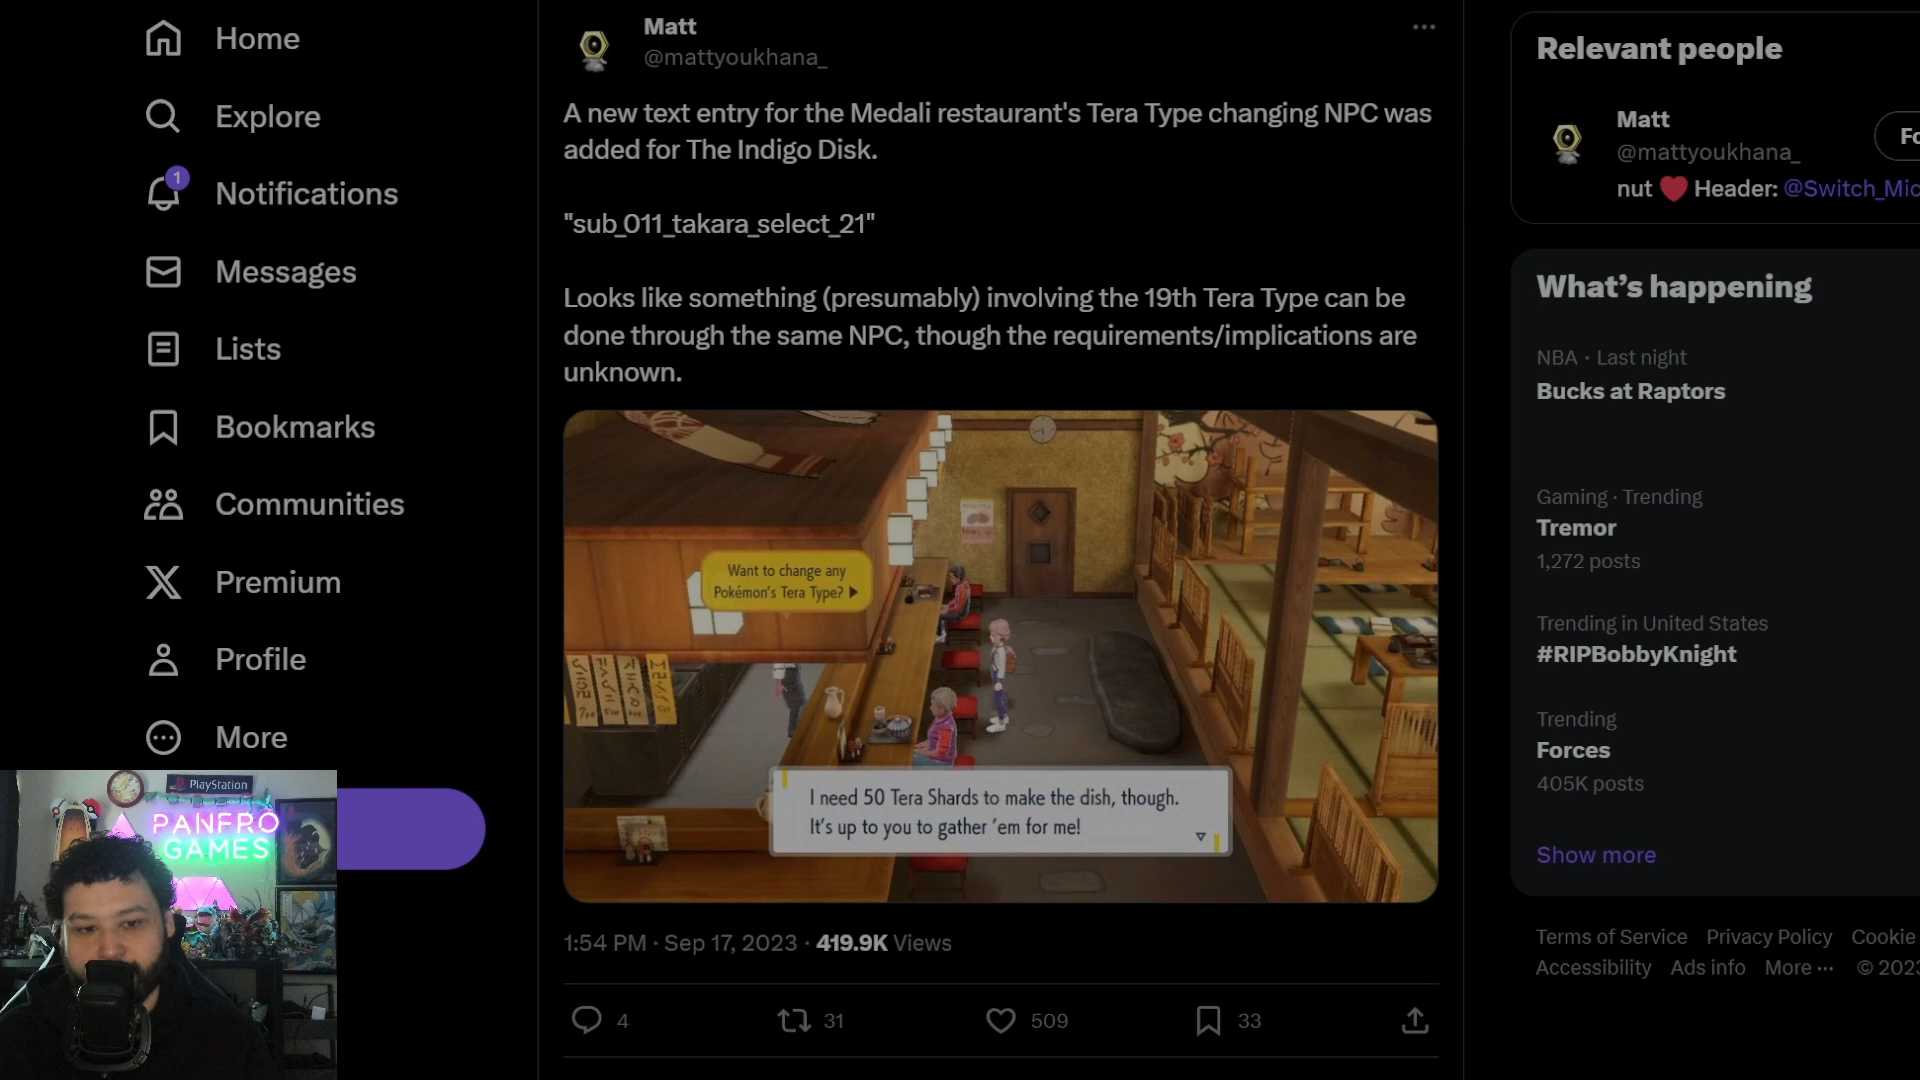 Home
Explore
1
Notifications
Messages
Lists
Bookmarks
Communities
Premium
Profile
More
PlayStation
PANFRO
GAMES
Matt
@mattyoukhana_
A new text entry for the Medali restaurant's Tera Type changing NPC was
added for The Indigo Disk.
"sub_011_takara_select_21"
Looks like something (presumably) involving the 19th Tera Type can be
done through the same NPC, though the requirements/implications are
unknown.
Want to change any
Pokémon's Tera Type?
I need 50 Tera Shards to make the dish, though.
It's up to you to gather 'em for me!
1:54 PM · Sep 17, 2023 · 419.9K Views
4
31
509
33
Relevant people
Matt
Fo
@mattyoukhana_
nut ❤️ Header: @Switch_Mic
What's happening
NBA · Last night
Bucks at Raptors
Gaming · Trending
Tremor
1,272 posts
Trending in United States
#RIPBobbyKnight
Trending
Forces
405K posts
Show more
Terms of Service Privacy Policy Cookie
Accessibility Ads info More ··· © 2023